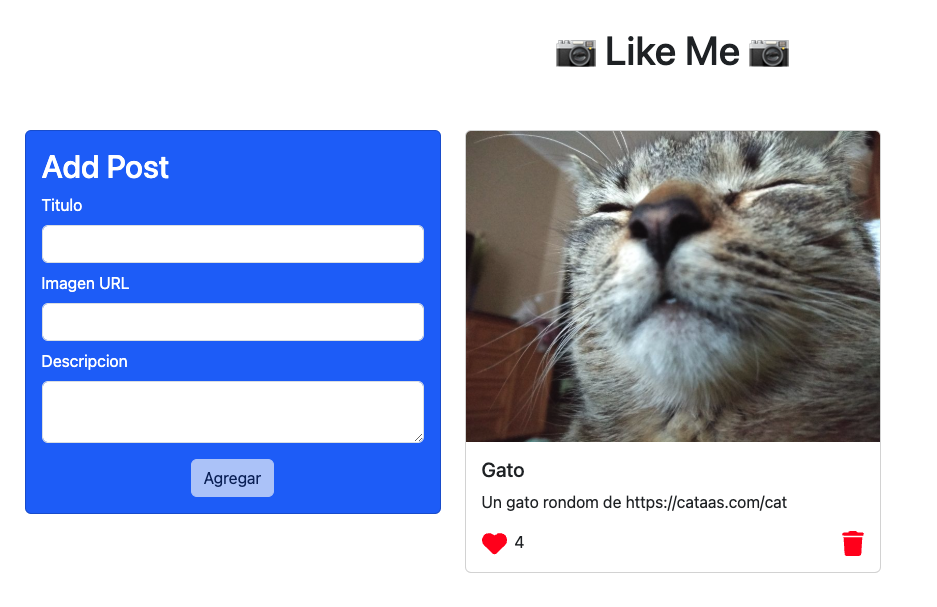 📷 Like Me 📷
Add Post
Titulo
Imagen URL
Descripcion
Agregar
Gato
Un gato rondom de https://cataas.com/cat
4